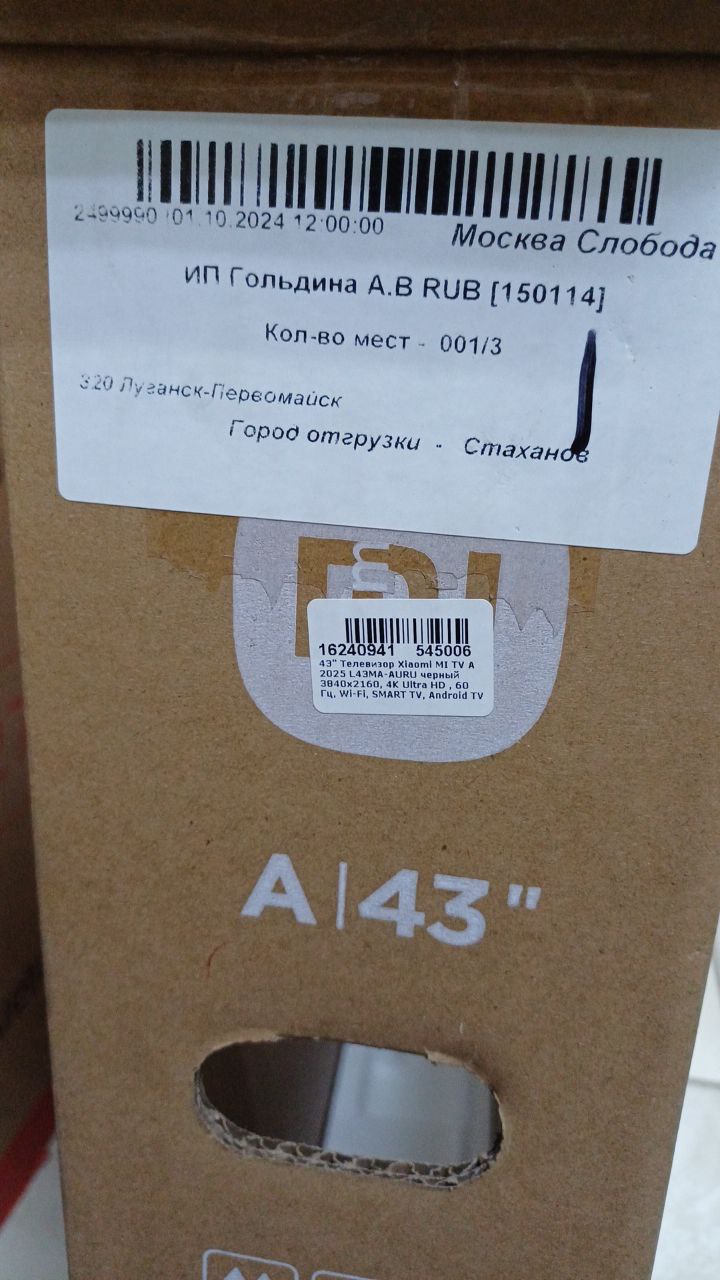 2499990 01.10.2024 12:00:00
Москва Слобода
ИП Гольдина А.В RUB [150114]
Кол-во мест - 001/3
320 Луганск-Первомайск
Город отгрузки - Стаханов
16240941 545006
43" Телевизор Xiaomi MI TV A
2025 L43MA-AURU черный
3840x2160, 4K Ultra HD , 60
Гц, Wi-Fi, SMART TV, Android TV
A|43"